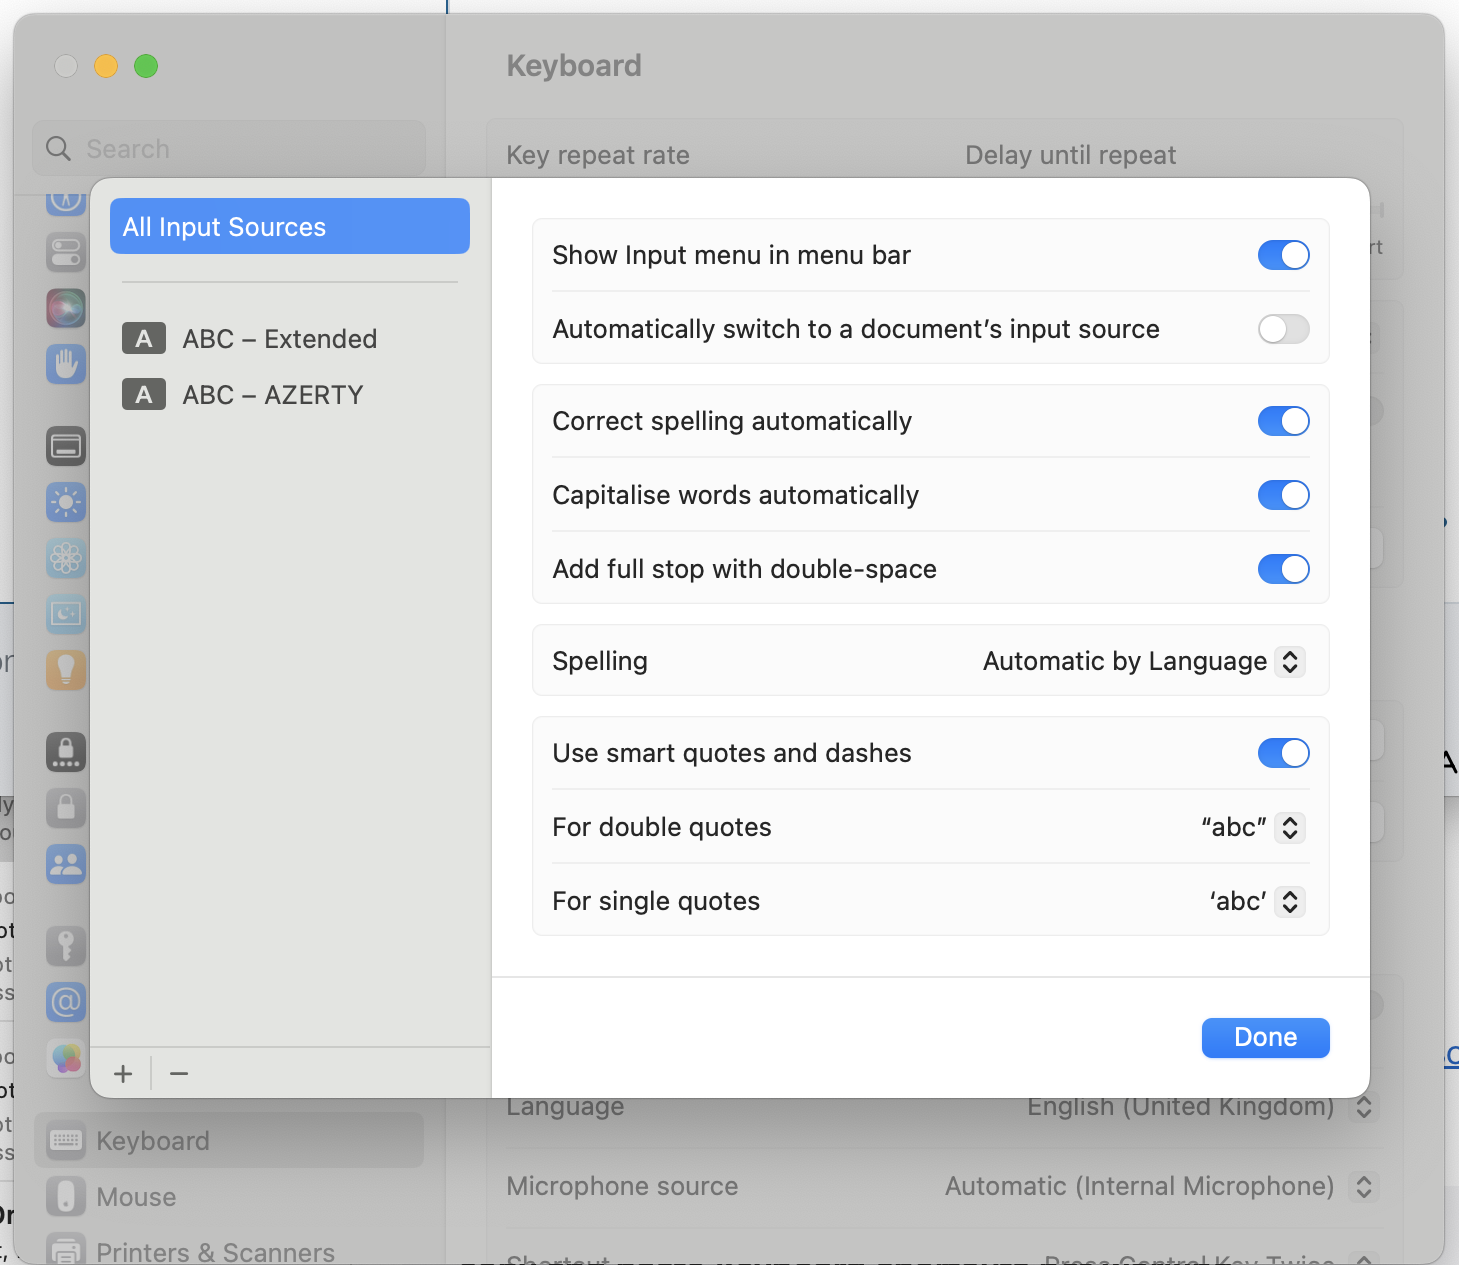 Keyboard
Search
Key repeat rate
Delay until repeat
All Input Sources
ABC – Extended
ABC – AZERTY
Show Input menu in menu bar
Automatically switch to a document’s input source
Correct spelling automatically
Capitalise words automatically
Add full stop with double-space
Spelling
Automatic by Language
Use smart quotes and dashes
For double quotes
“abc”
For single quotes
‘abc’
Done
Language
English (United Kingdom)
Keyboard
Microphone source
Automatic (Internal Microphone)
Mouse
Printers & Scanners
Shortcut
Press Control Key Twice